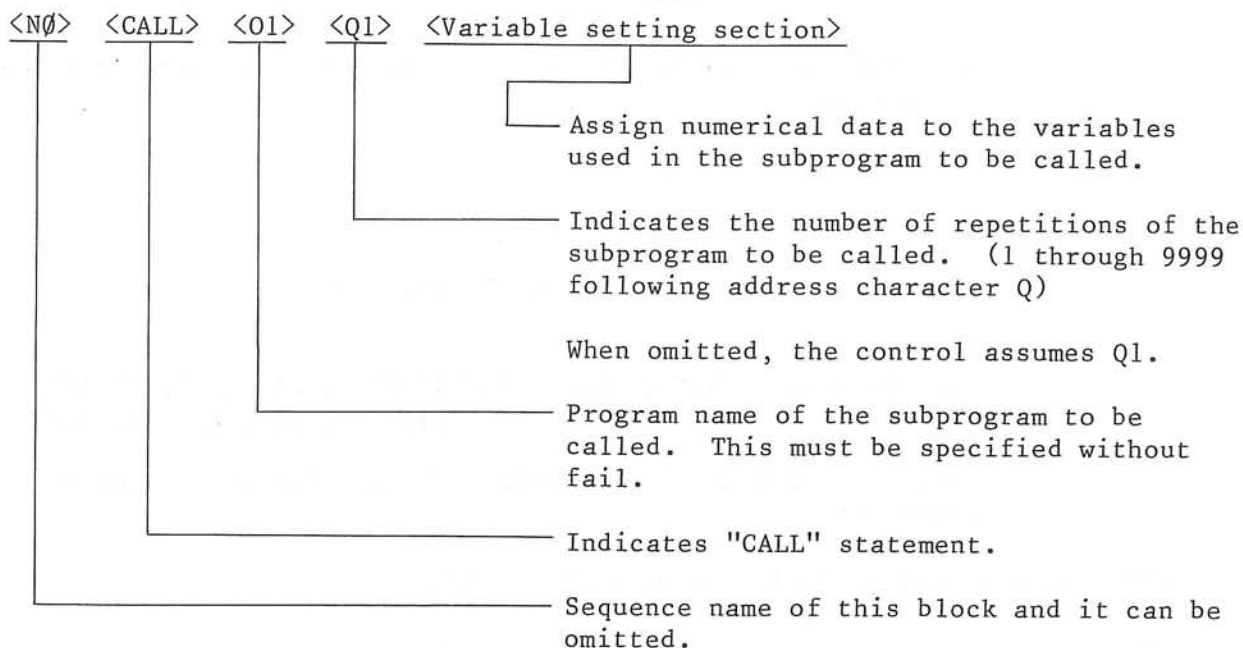 <NØ> <CALL> <O1> <Q1> <Variable setting section>
Assign numerical data to the variables
used in the subprogram to be called.
Indicates the number of repetitions of the
subprogram to be called. (1 through 9999
following address character Q)
When omitted, the control assumes Q1.
Program name of the subprogram to be
called. This must be specified without
fail.
Indicates "CALL" statement.
Sequence name of this block and it can be
omitted.